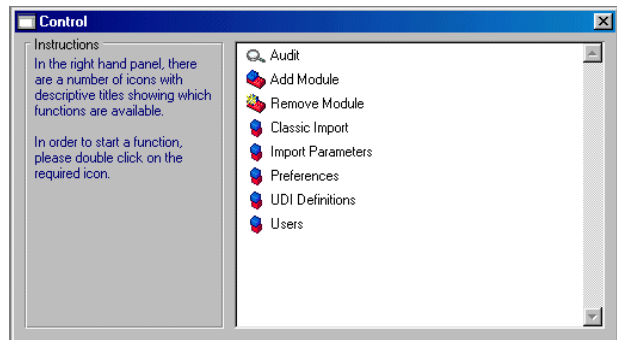 Control
Instructions
In the right hand panel, there
are a number of icons with
descriptive titles showing which
functions are available.
In order to start a function,
please double click on the
required icon.
Audit
Add Module
Remove Module
Classic Import
Import Parameters
Preferences
UDI Definitions
Users